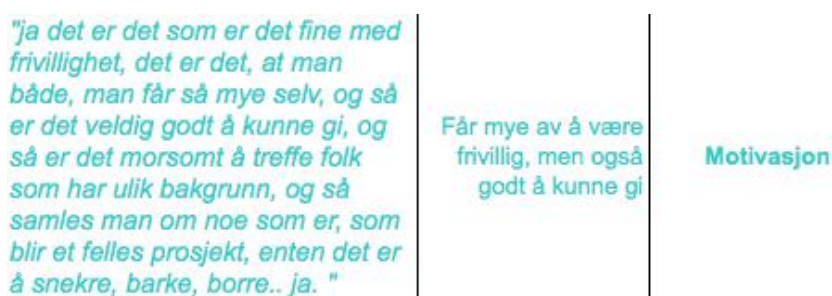 "ja det er det som er det fine med
frivillighet, det er det, at man
både, man får så mye selv, og så
er det veldig godt å kunne gi, og
så er det morsomt å treffe folk
som har ulik bakgrunn, og så
samles man om noe som er, som
blir et felles prosjekt, enten det er
å snekre, barke, borre.. ja. "
Får mye av å være
frivillig, men også
godt å kunne gi
Motivasjon